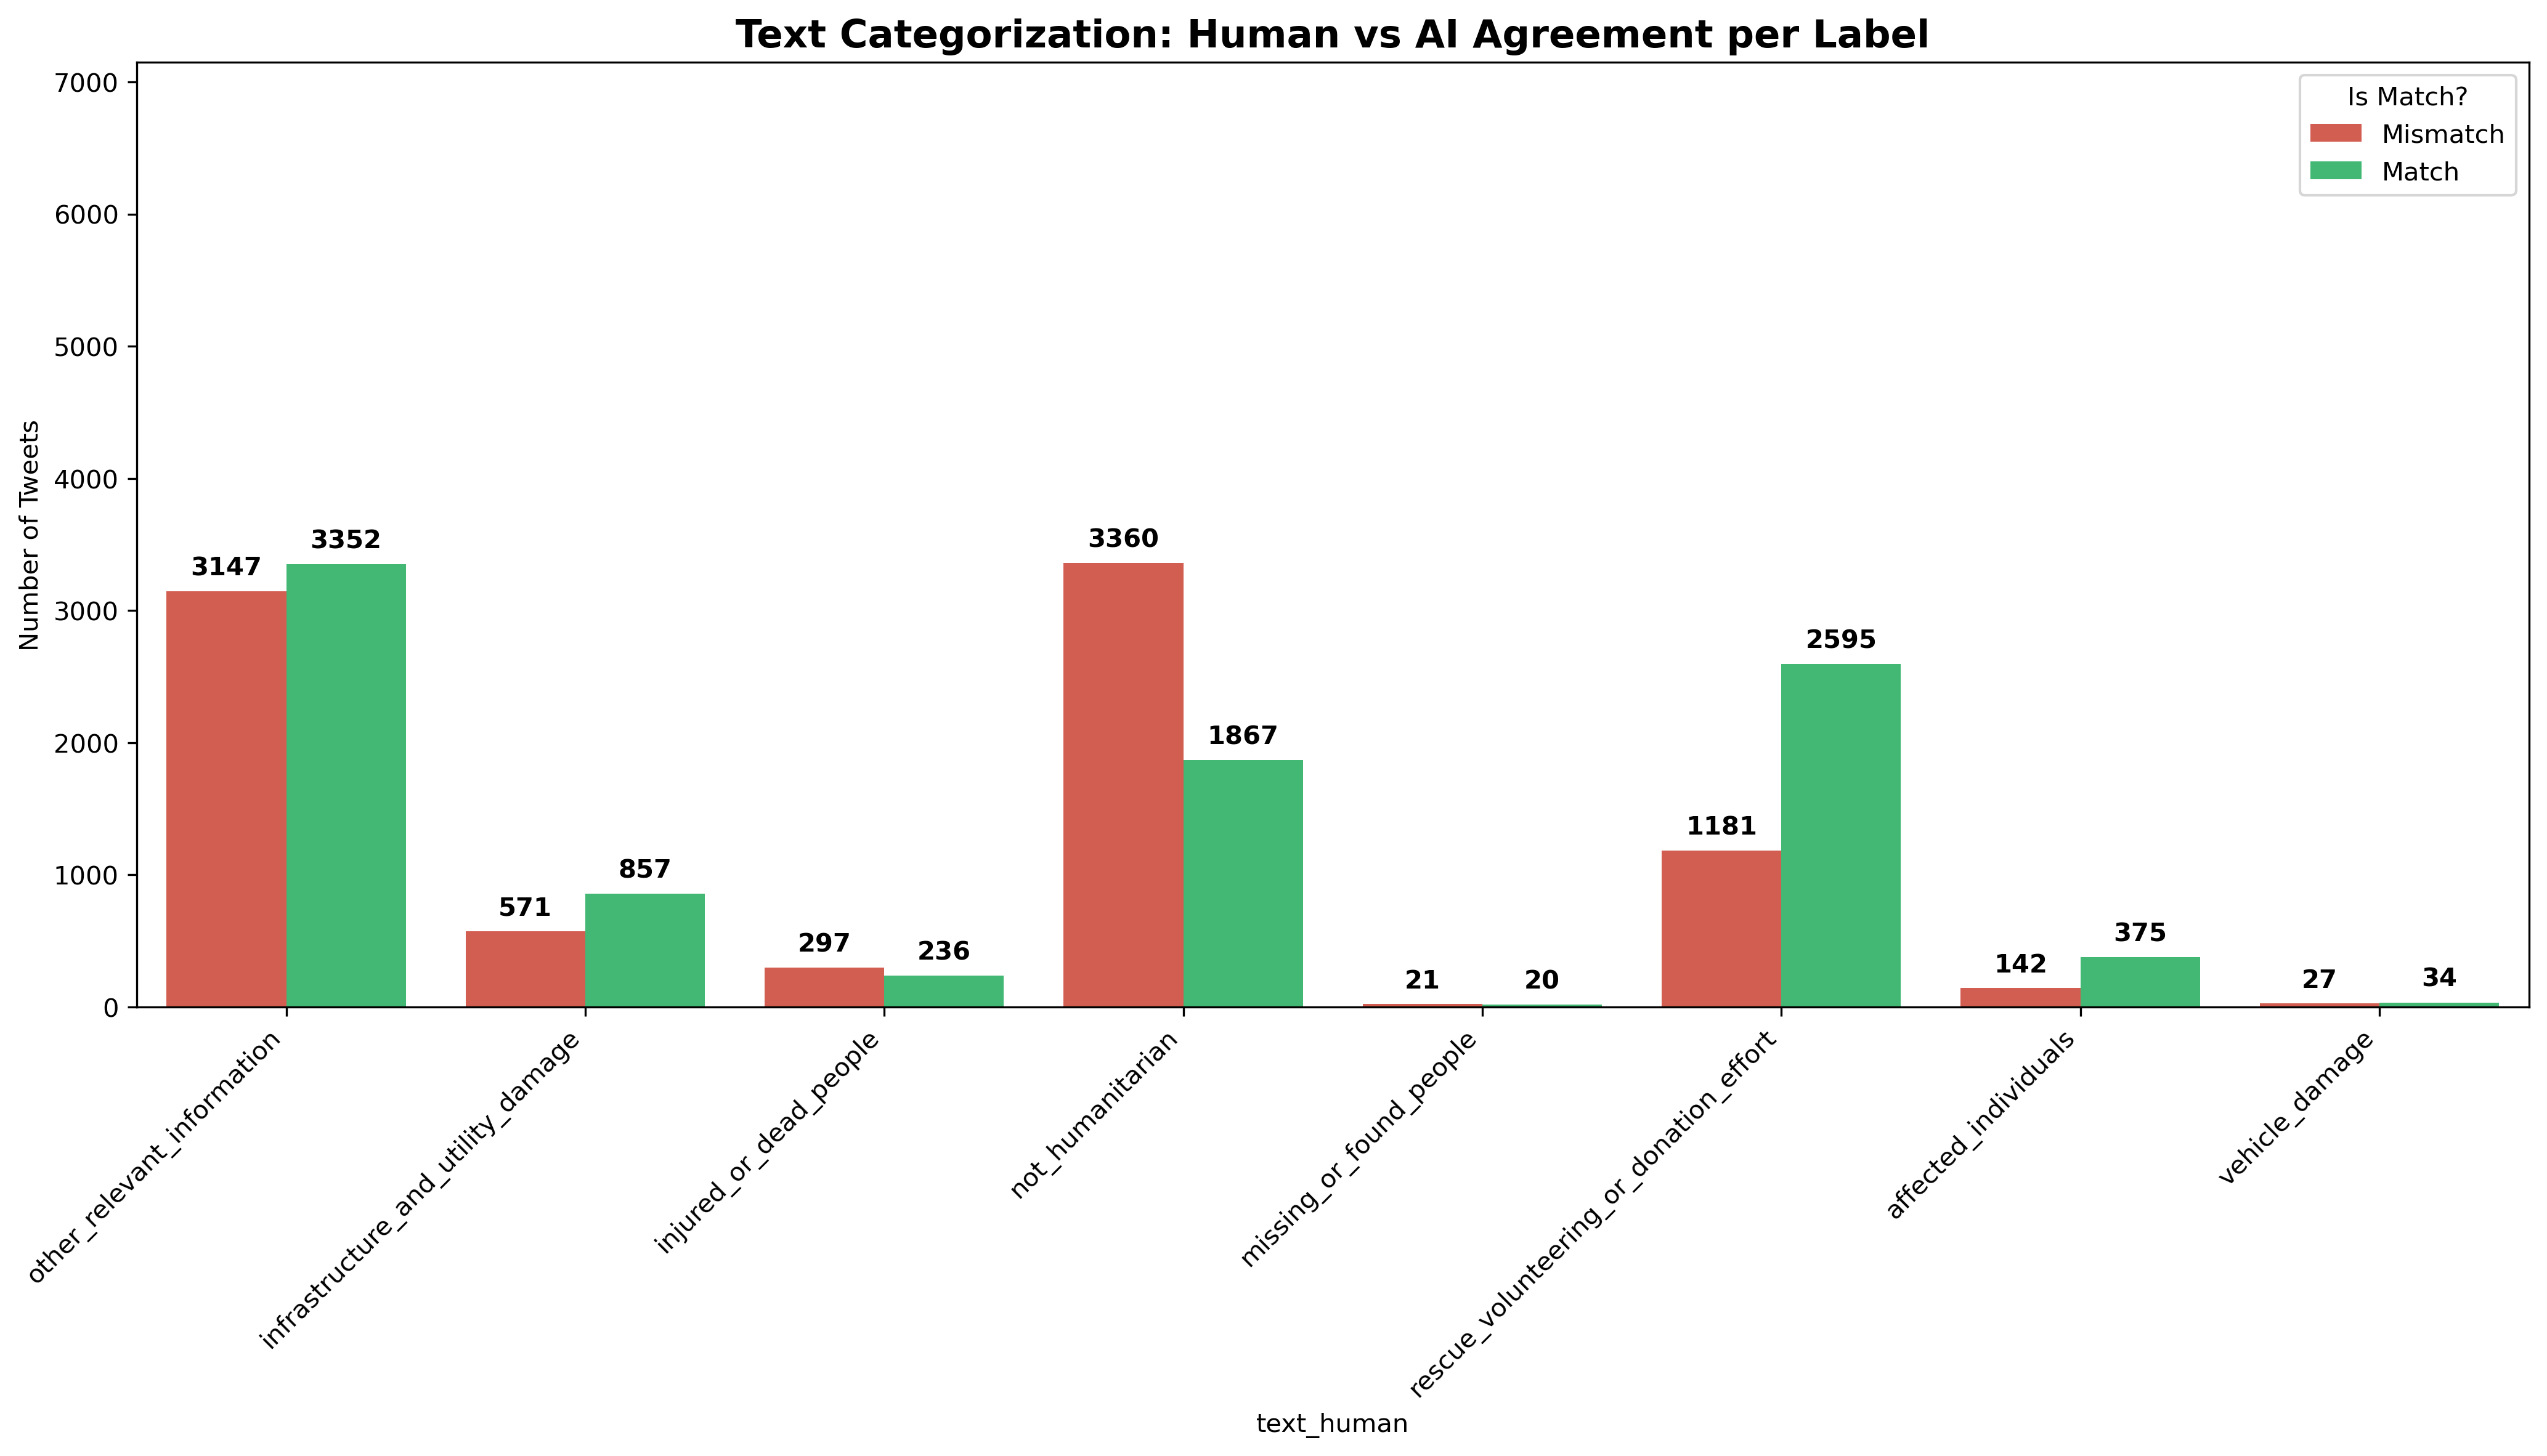 Text Categorization: Human vs AI Agreement per Label
Is Match?
Mismatch
Match
Number of Tweets
7000
6000
5000
4000
3000
2000
1000
0
3147
3352
571
857
297
236
3360
1867
21
20
1181
2595
142
375
27
34
other_relevant_information
infrastructure_and_utility_damage
injured_or_dead_people
not_humanitarian
missing_or_found_people
rescue_volunteering_or_donation_effort
affected_individuals
vehicle_damage
text_human